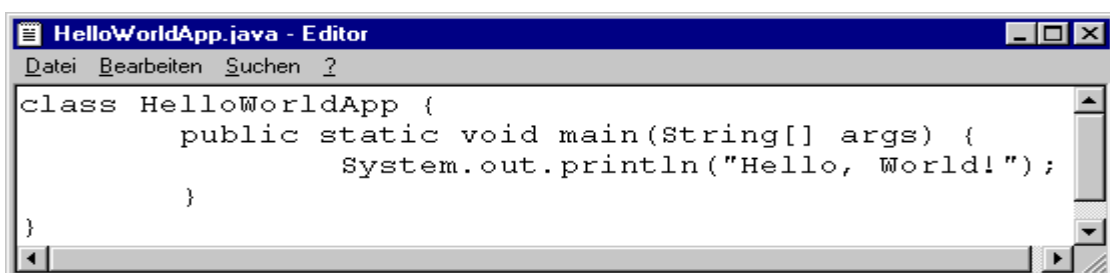 HelloWorldApp.java - Editor
Datei Bearbeiten Suchen ?
class HelloWorldApp {
        public static void main(String[] args) {
                System.out.println("Hello, World!");
        }
}